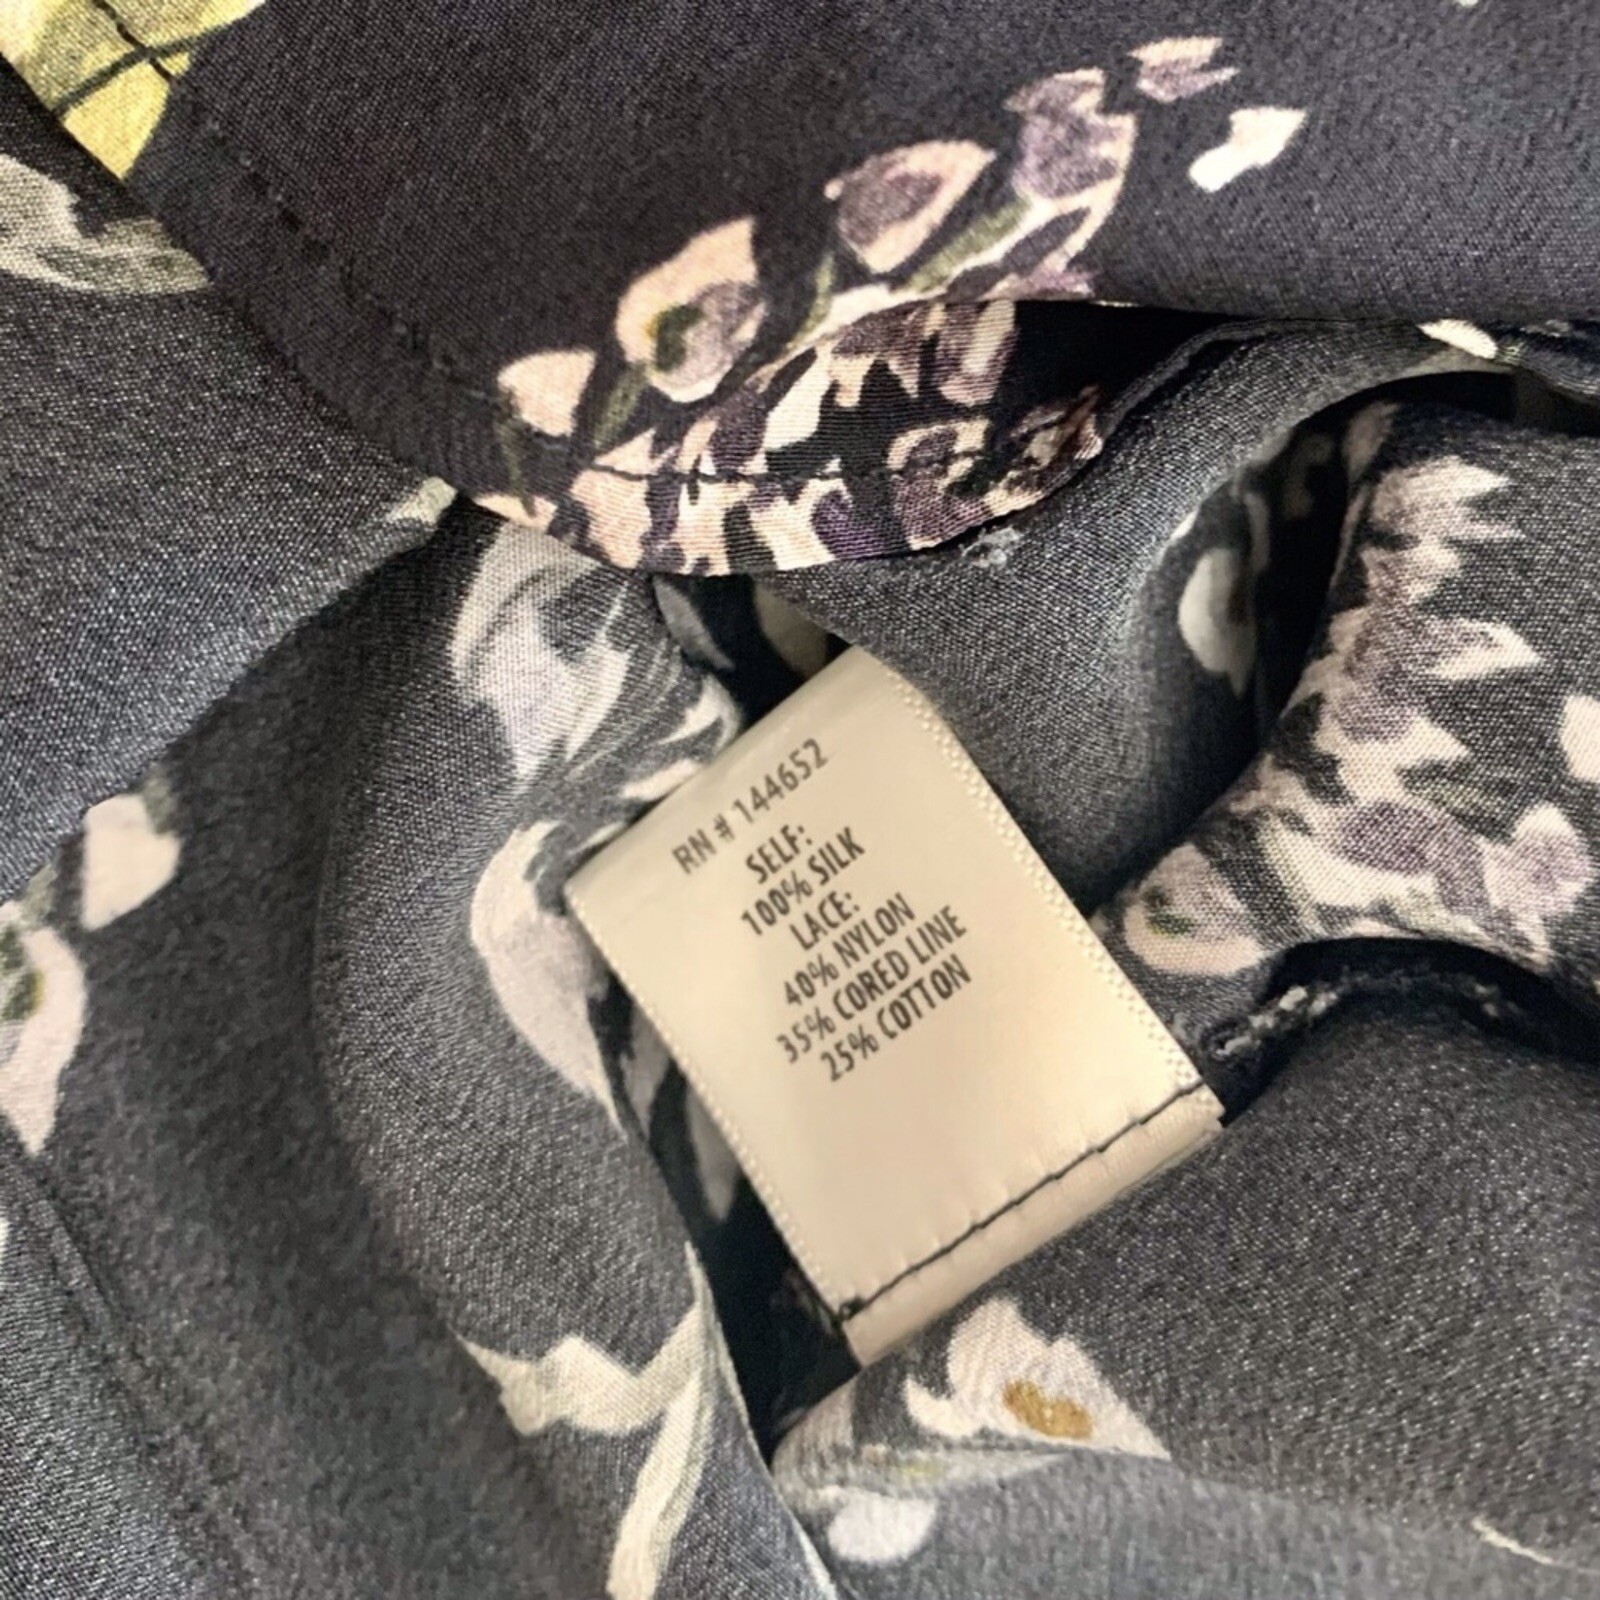 RN # 144652
SELF:
100% SILK
LACE:
40% NYLON
35% CORED LINE
25% COTTON